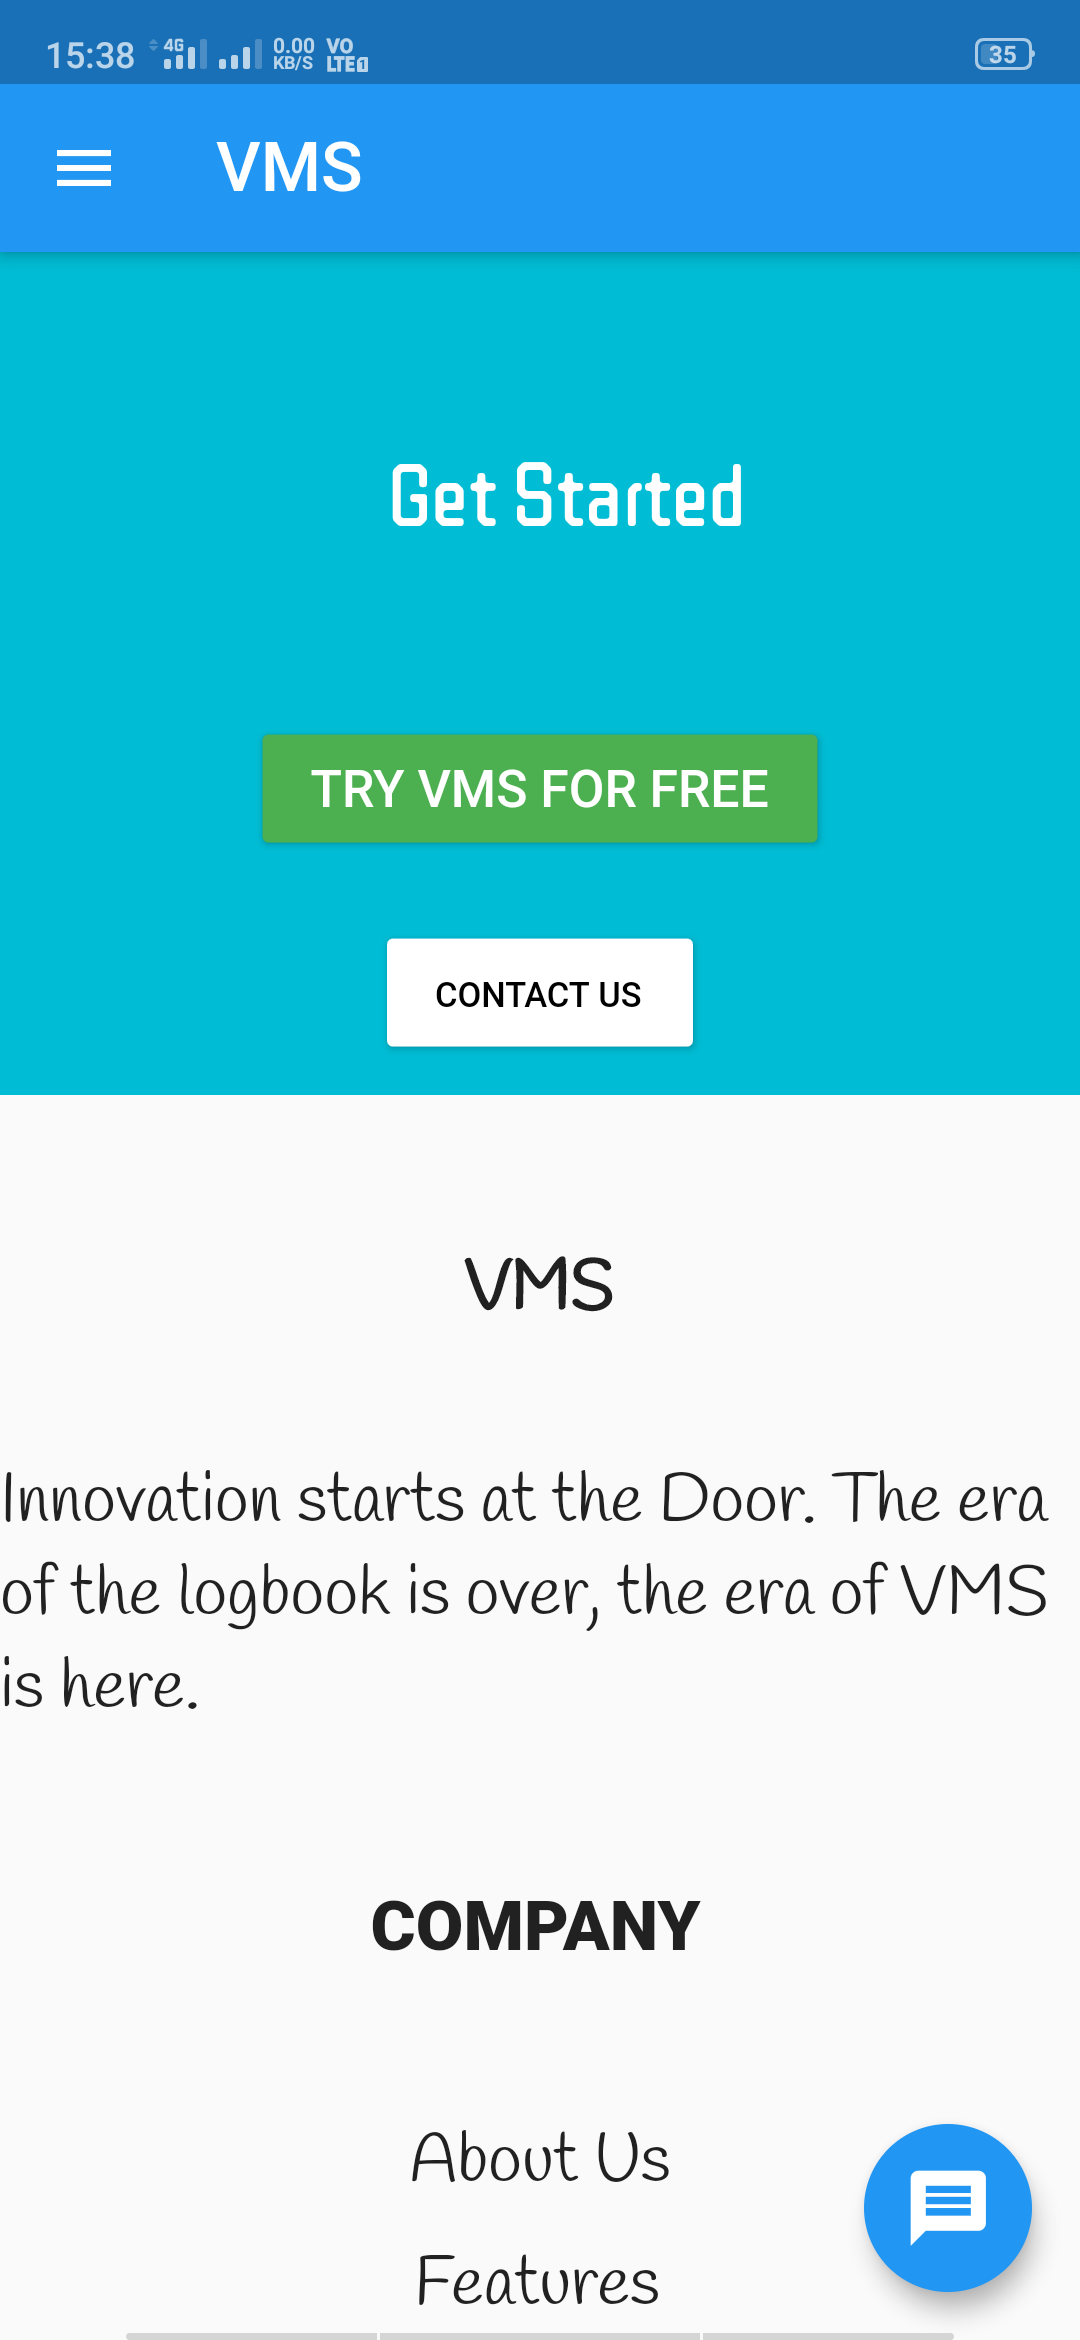 15:38 4G 0.00 KB/S VO LTE 1 35
VMS
Get Started
TRY VMS FOR FREE
CONTACT US
VMS
Innovation starts at the Door. The era
of the logbook is over, the era of VMS
is here.
COMPANY
About Us
Features